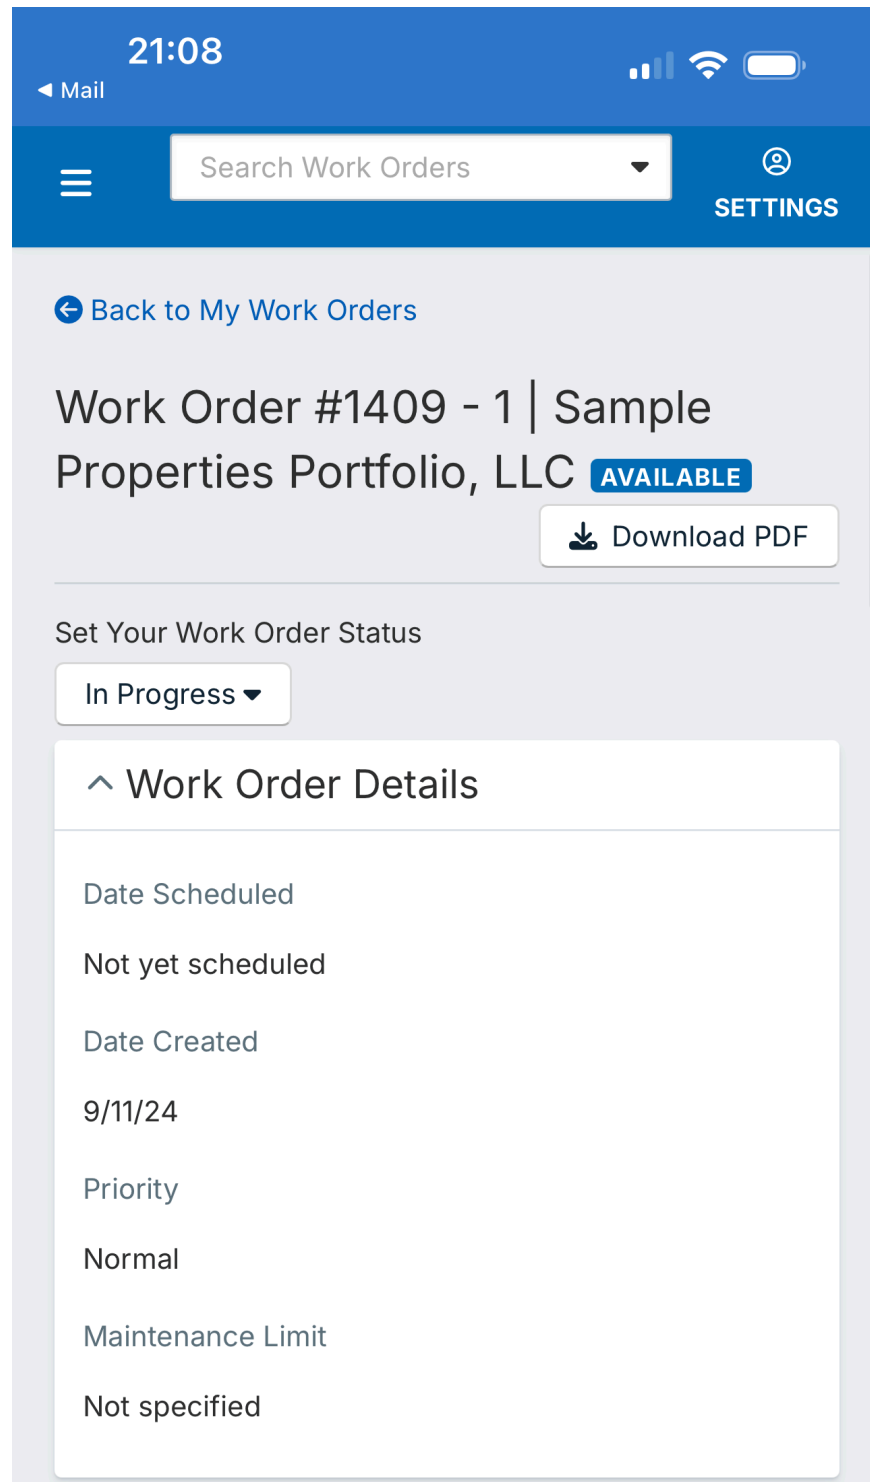 21:08
◀ Mail
Search Work Orders
SETTINGS
Back to My Work Orders
Work Order #1409 - 1 | Sample
Properties Portfolio, LLC AVAILABLE
Download PDF
Set Your Work Order Status
In Progress
Work Order Details
Date Scheduled
Not yet scheduled
Date Created
9/11/24
Priority
Normal
Maintenance Limit
Not specified